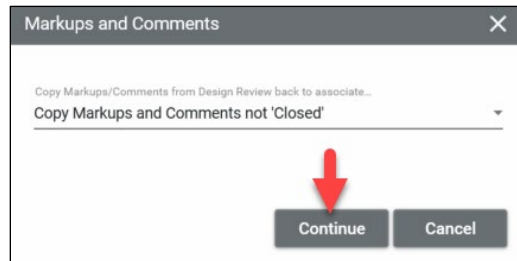 Markups and Comments
Copy Markups/Comments from Design Review back to associate...
Copy Markups and Comments not 'Closed'
Continue Cancel